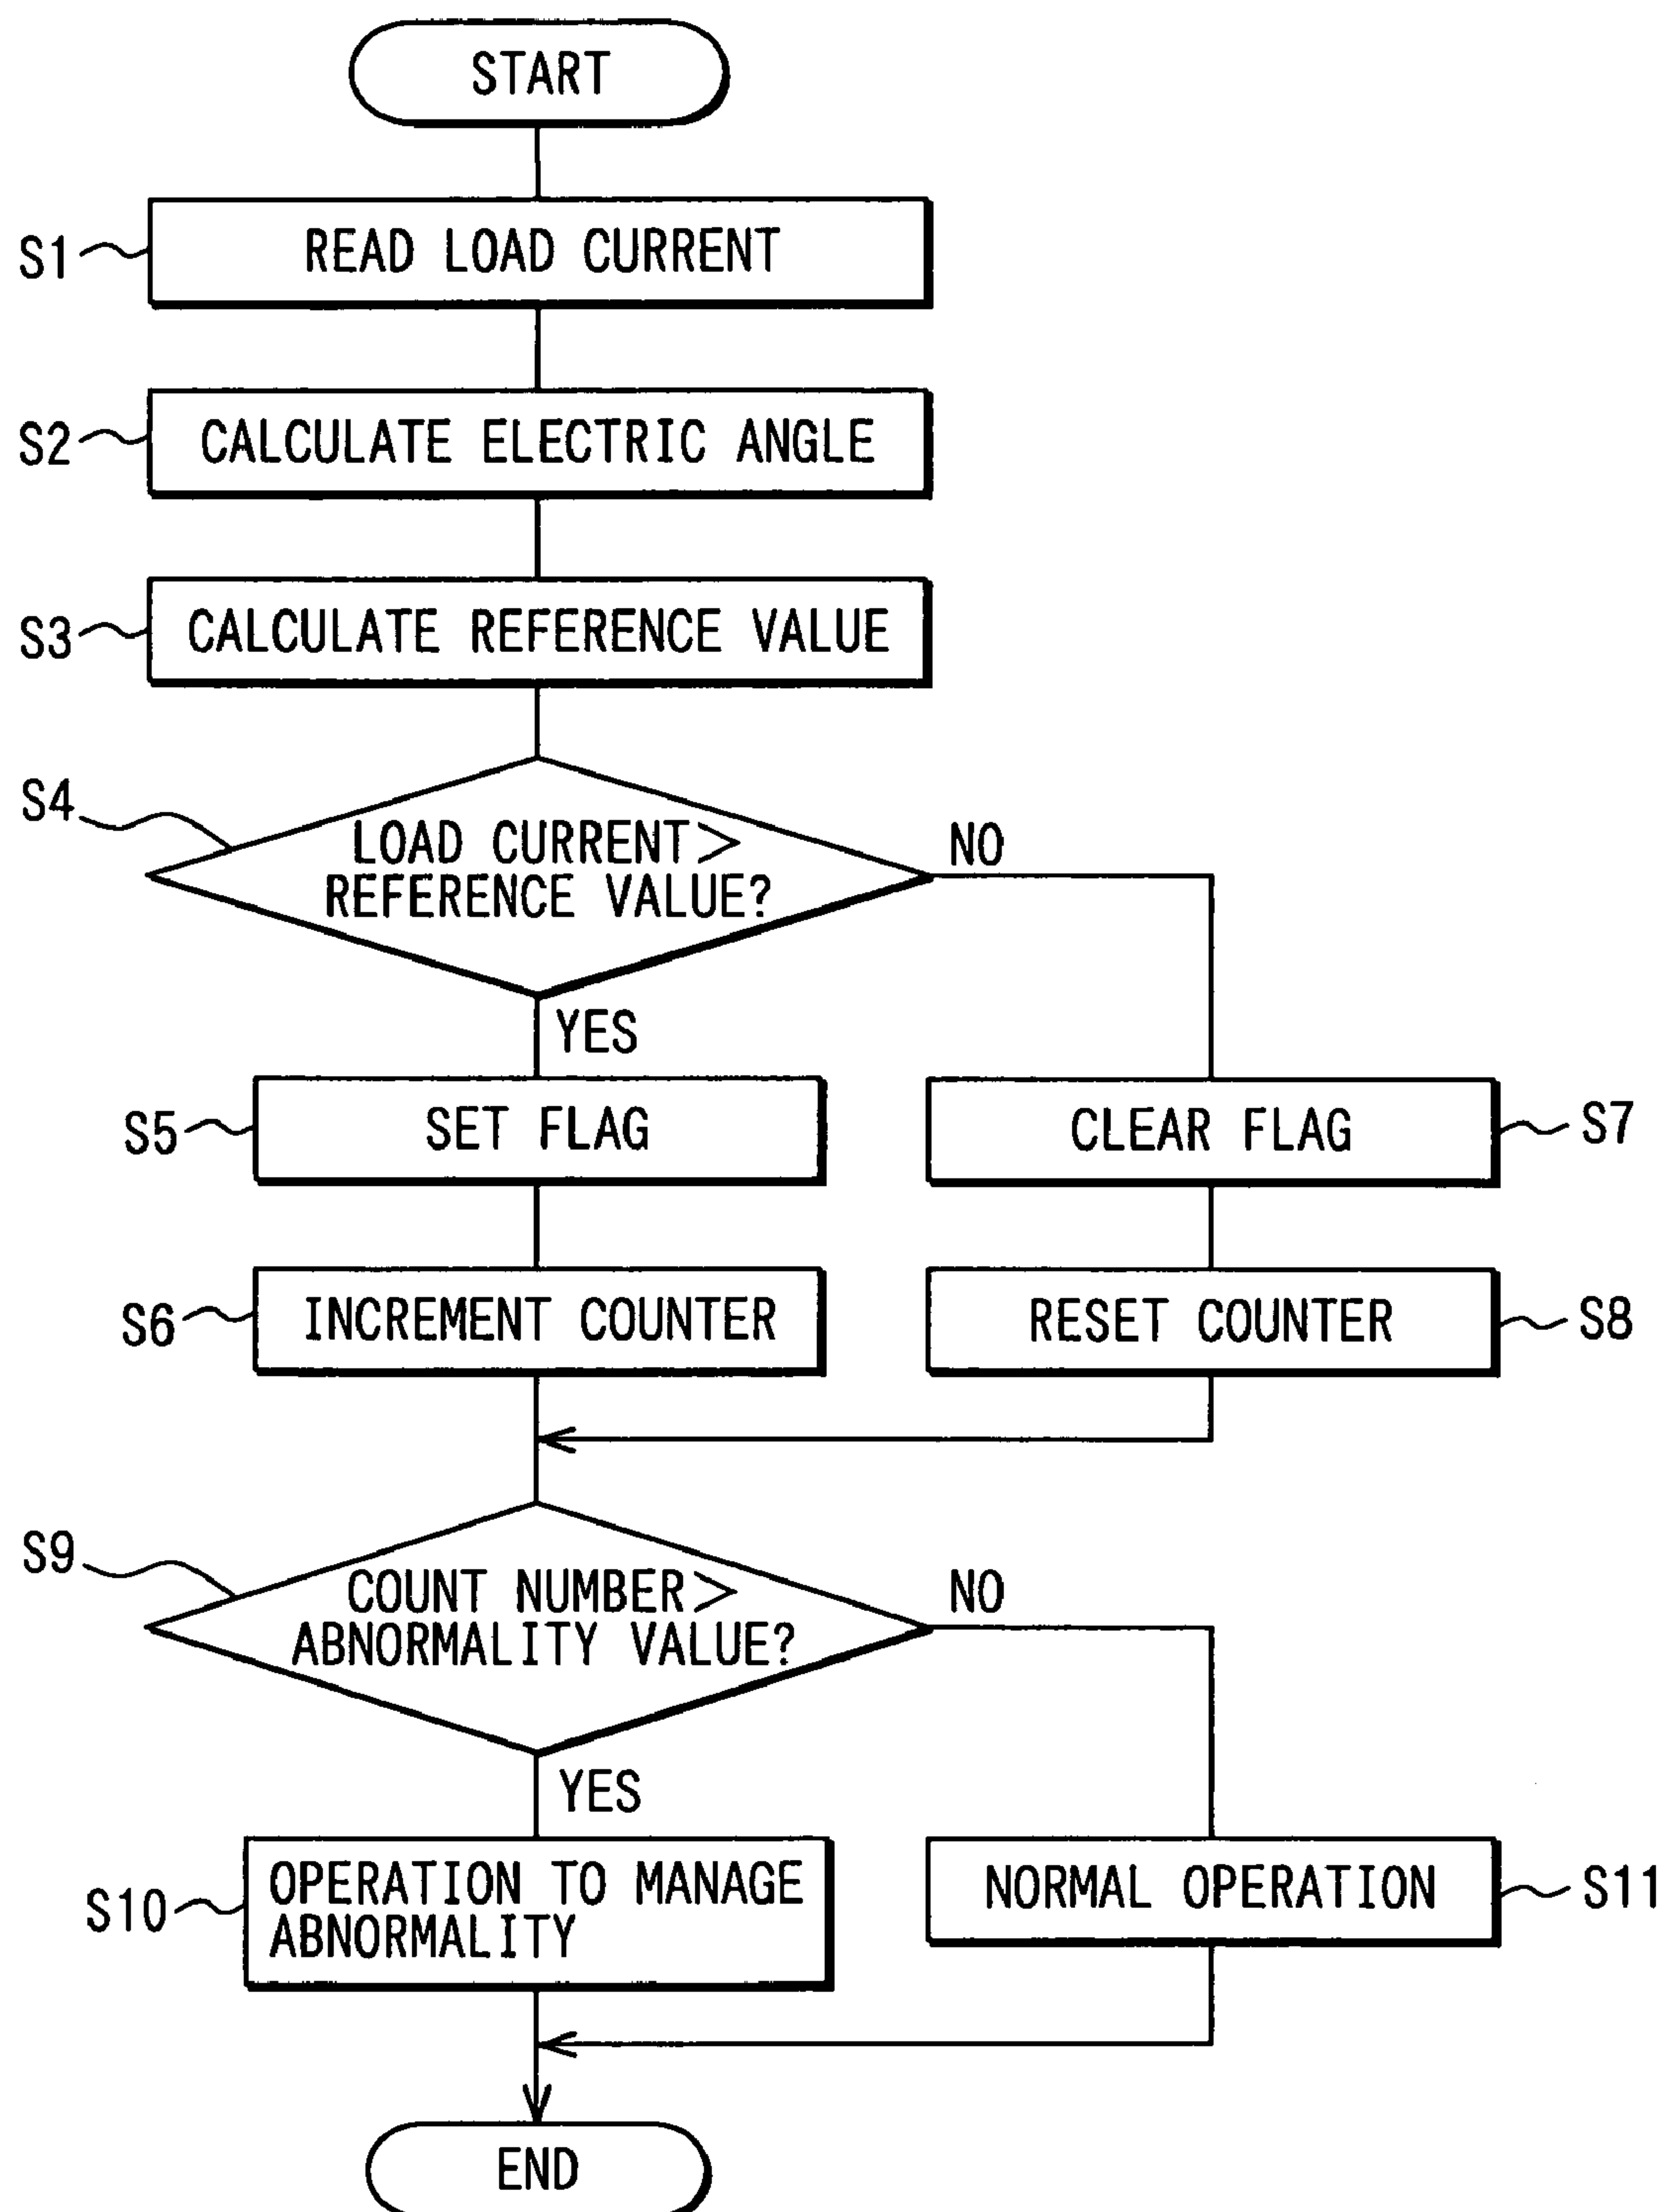 START
S1
READ LOAD CURRENT
S2
CALCULATE ELECTRIC ANGLE
S3
CALCULATE REFERENCE VALUE
S4
LOAD CURRENT>
REFERENCE VALUE?
NO
YES
S5
SET FLAG
CLEAR FLAG
S7
S6
INCREMENT COUNTER
RESET COUNTER
S8
S9
COUNT NUMBER>
ABNORMALITY VALUE?
NO
YES
S10
OPERATION TO MANAGE
ABNORMALITY
NORMAL OPERATION
S11
END